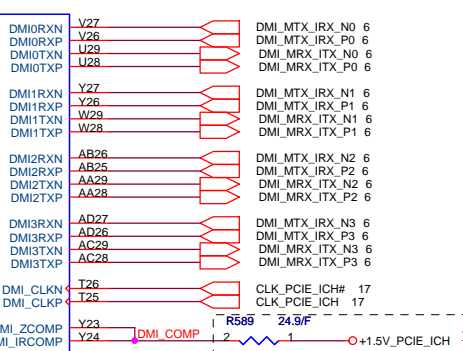 DMI0RXN V27 DMI_MTX_IRX_N0 6
DMI0RXP V26 DMI_MTX_IRX_P0 6
DMI0TXN U29 DMI_MRX_ITX_N0 6
DMI0TXP U28 DMI_MRX_ITX_P0 6
DMI1RXN Y27 DMI_MTX_IRX_N1 6
DMI1RXP Y26 DMI_MTX_IRX_P1 6
DMI1TXN W29 DMI_MRX_ITX_N1 6
DMI1TXP W28 DMI_MRX_ITX_P1 6
DMI2RXN AB26 DMI_MTX_IRX_N2 6
DMI2RXP AB25 DMI_MTX_IRX_P2 6
DMI2TXN AA29 DMI_MRX_ITX_N2 6
DMI2TXP AA28 DMI_MRX_ITX_P2 6
DMI3RXN AD27 DMI_MTX_IRX_N3 6
DMI3RXP AD26 DMI_MTX_IRX_P3 6
DMI3TXN AC29 DMI_MRX_ITX_N3 6
DMI3TXP AC28 DMI_MRX_ITX_P3 6
DMI_CLKN T26 CLK_PCIE_ICH# 17
DMI_CLKP T25 CLK_PCIE_ICH 17
R589 24.9/F
MI_ZCOMP Y23 DMI_COMP
MI_IRCOMP Y24 2 1 +1.5V_PCIE_ICH